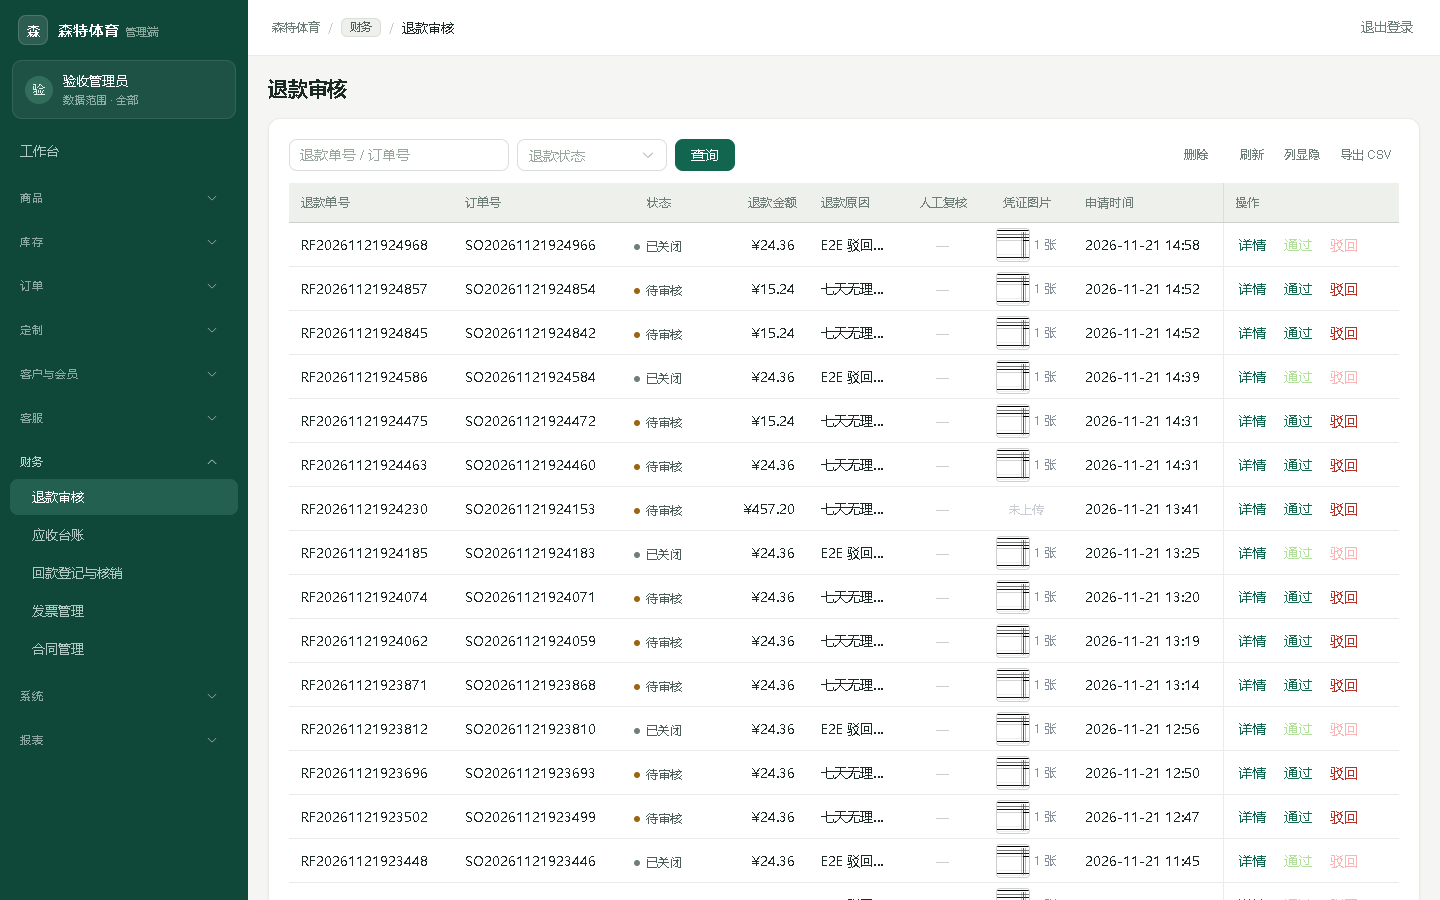 森 森特体育 管理端
验 验收管理员
数据范围 · 全部
工作台
商品
库存
订单
定制
客户与会员
客服
财务
退款审核
应收台账
回款登记与核销
发票管理
合同管理
系统
报表
森特体育 / 财务 / 退款审核
退出登录
退款审核
退款单号 / 订单号 退款状态 查询 删除 刷新 列显隐 导出 CSV
退款单号 订单号 状态 退款金额 退款原因 人工复核 凭证图片 申请时间 操作
RF20261121924968 SO20261121924966 已关闭 ¥24.36 E2E 驳回... — 1 张 2026-11-21 14:58 详情 通过 驳回
RF20261121924857 SO20261121924854 待审核 ¥15.24 七天无理... — 1 张 2026-11-21 14:52 详情 通过 驳回
RF20261121924845 SO20261121924842 待审核 ¥15.24 七天无理... — 1 张 2026-11-21 14:52 详情 通过 驳回
RF20261121924586 SO20261121924584 已关闭 ¥24.36 E2E 驳回... — 1 张 2026-11-21 14:39 详情 通过 驳回
RF20261121924475 SO20261121924472 待审核 ¥15.24 七天无理... — 1 张 2026-11-21 14:31 详情 通过 驳回
RF20261121924463 SO20261121924460 待审核 ¥24.36 七天无理... — 1 张 2026-11-21 14:31 详情 通过 驳回
RF20261121924230 SO20261121924153 待审核 ¥457.20 七天无理... — 未上传 2026-11-21 13:41 详情 通过 驳回
RF20261121924185 SO20261121924183 已关闭 ¥24.36 E2E 驳回... — 1 张 2026-11-21 13:25 详情 通过 驳回
RF20261121924074 SO20261121924071 待审核 ¥24.36 七天无理... — 1 张 2026-11-21 13:20 详情 通过 驳回
RF20261121924062 SO20261121924059 待审核 ¥24.36 七天无理... — 1 张 2026-11-21 13:19 详情 通过 驳回
RF20261121923871 SO20261121923868 待审核 ¥24.36 七天无理... — 1 张 2026-11-21 13:14 详情 通过 驳回
RF20261121923812 SO20261121923810 已关闭 ¥24.36 E2E 驳回... — 1 张 2026-11-21 12:56 详情 通过 驳回
RF20261121923696 SO20261121923693 待审核 ¥24.36 七天无理... — 1 张 2026-11-21 12:50 详情 通过 驳回
RF20261121923502 SO20261121923499 待审核 ¥24.36 七天无理... — 1 张 2026-11-21 12:47 详情 通过 驳回
RF20261121923448 SO20261121923446 已关闭 ¥24.36 E2E 驳回... — 1 张 2026-11-21 11:45 详情 通过 驳回